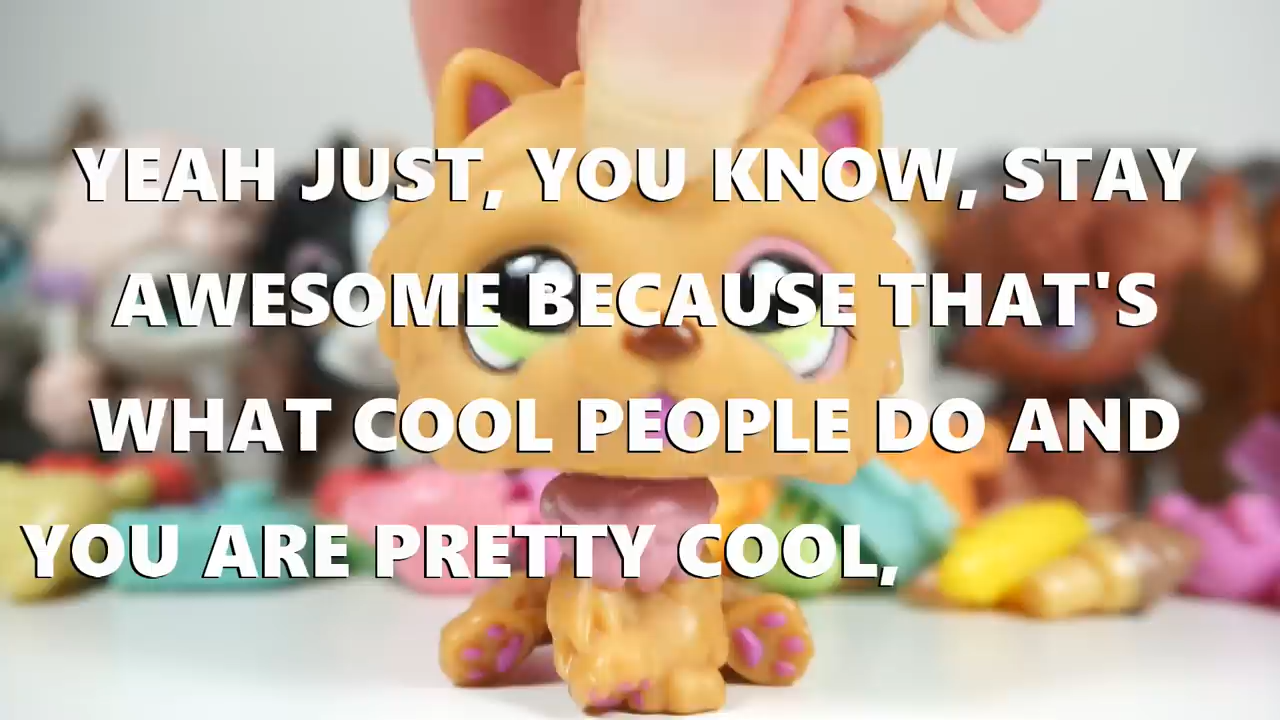 YEAH JUST, YOU KNOW, STAY
AWESOME BECAUSE THAT'S
WHAT COOL PEOPLE DO AND
YOU ARE PRETTY COOL,